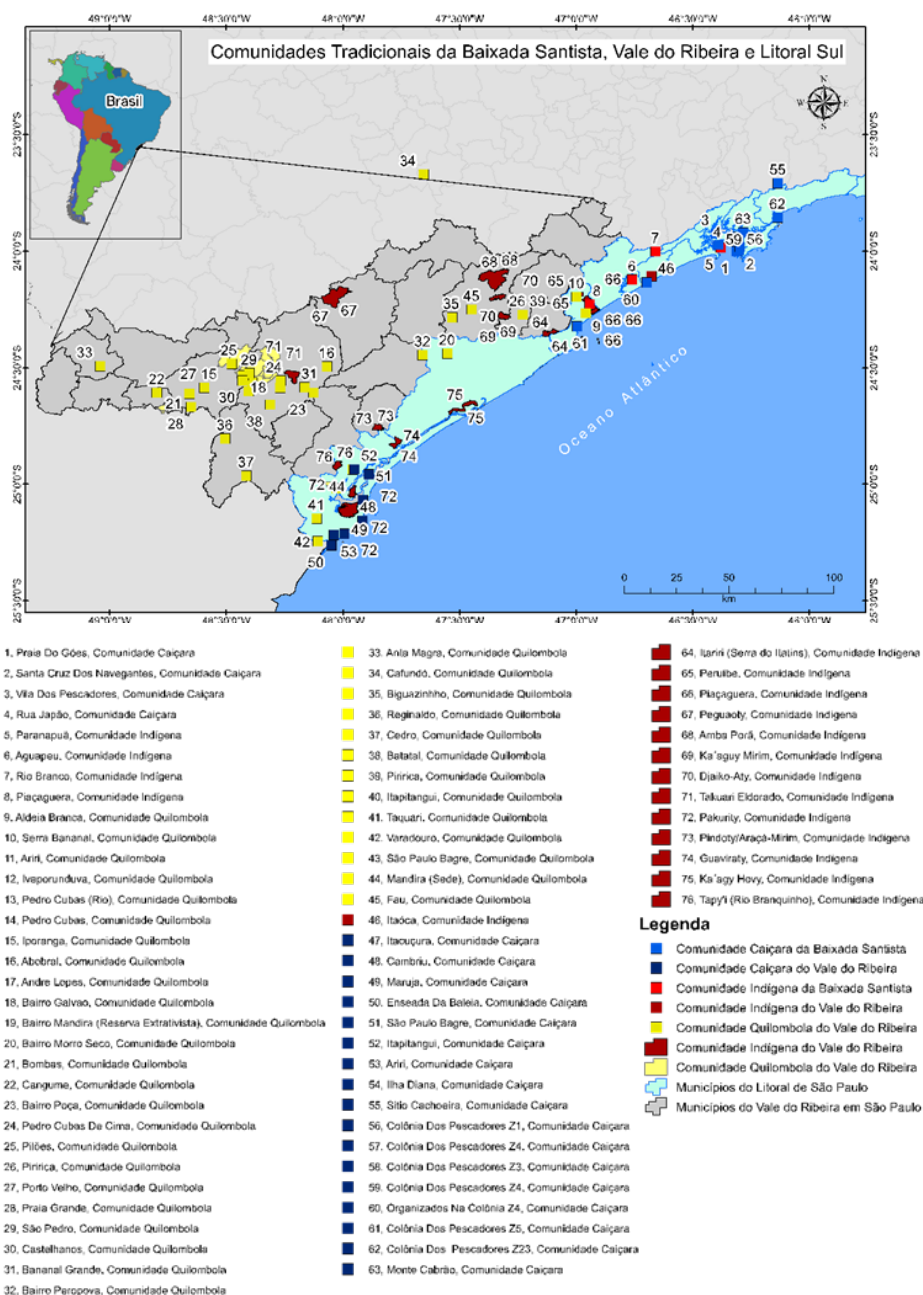 49°0'0"W 48°30'0"W 48°0'0"W 47°30'0"W 47°0'0"W 46°30'0"W 46°0'0"W
Comunidades Tradicionais da Baixada Santista, Vale do Ribeira e Litoral Sul
Brasil
N
W E
S
23°30'0"S
24°0'0"S
24°30'0"S
25°0'0"S
25°30'0"S
Oceano Atlântico
0 25 50 100
km
49°0'0"W 48°30'0"W 48°0'0"W 47°30'0"W 47°0'0"W 46°30'0"W 46°0'0"W
1, Praia Do Góes, Comunidade Caiçara
2, Santa Cruz Dos Navegantes, Comunidade Caiçara
3, Vila Dos Pescadores, Comunidade Caiçara
4, Rua Japão, Comunidade Caiçara
5, Paranapuã, Comunidade Indígena
6, Aguapeu, Comunidade Indígena
7, Rio Branco, Comunidade Indígena
8, Piaçaguera, Comunidade Indígena
9, Aldeia Branca, Comunidade Quilombola
10, Serra Bananal, Comunidade Quilombola
11, Ariri, Comunidade Quilombola
12, Ivaporunduva, Comunidade Quilombola
13, Pedro Cubas (Rio), Comunidade Quilombola
14, Pedro Cubas, Comunidade Quilombola
15, Iporanga, Comunidade Quilombola
16, Abobral, Comunidade Quilombola
17, Andre Lopes, Comunidade Quilombola
18, Bairro Galvao, Comunidade Quilombola
19, Bairro Mandira (Reserva Extrativista), Comunidade Quilombola
20, Bairro Morro Seco, Comunidade Quilombola
21, Bombas, Comunidade Quilombola
22, Cangume, Comunidade Quilombola
23, Bairro Poça, Comunidade Quilombola
24, Pedro Cubas De Cima, Comunidade Quilombola
25, Pilões, Comunidade Quilombola
26, Piririca, Comunidade Quilombola
27, Porto Velho, Comunidade Quilombola
28, Praia Grande, Comunidade Quilombola
29, São Pedro, Comunidade Quilombola
30, Castelhanos, Comunidade Quilombola
31, Bananal Grande, Comunidade Quilombola
32, Bairro Peropova, Comunidade Quilombola
33, Anta Magra, Comunidade Quilombola
34, Cafundó, Comunidade Quilombola
35, Biguazinhho, Comunidade Quilombola
36, Reginaldo, Comunidade Quilombola
37, Cedro, Comunidade Quilombola
38, Batatal, Comunidade Quilombola
39, Piririca, Comunidade Quilombola
40, Itapitangui, Comunidade Quilombola
41, Taquari, Comunidade Quilombola
42, Varadouro, Comunidade Quilombola
43, São Paulo Bagre, Comunidade Quilombola
44, Mandira (Sede), Comunidade Quilombola
45, Fau, Comunidade Quilombola
46, Itaóca, Comunidade Indígena
47, Itacuçura, Comunidade Caiçara
48, Cambriu, Comunidade Caiçara
49, Maruja, Comunidade Caiçara
50, Enseada Da Baleia, Comunidade Caiçara
51, São Paulo Bagre, Comunidade Caiçara
52, Itapitangui, Comunidade Caiçara
53, Ariri, Comunidade Caiçara
54, Ilha Diana, Comunidade Caiçara
55, Sitio Cachoeira, Comunidade Caiçara
56, Colônia Dos Pescadores Z1, Comunidade Caiçara
57, Colônia Dos Pescadores Z4, Comunidade Caiçara
58, Colônia Dos Pescadores Z3, Comunidade Caiçara
59, Colônia Dos Pescadores Z4, Comunidade Caiçara
60, Organizados Na Colônia Z4, Comunidade Caiçara
61, Colônia Dos Pescadores Z5, Comunidade Caiçara
62, Colônia Dos Pescadores Z23, Comunidade Caiçara
63, Monte Cabrão, Comunidade Caiçara
64, Itariri (Serra do Itatins), Comunidade Indígena
65, Peruíbe, Comunidade Indígena
66, Piaçaguera, Comunidade Indígena
67, Peguaoty, Comunidade Indígena
68, Amba Porã, Comunidade Indígena
69, Ka'aguy Mirim, Comunidade Indígena
70, Djaiko-Aty, Comunidade Indígena
71, Takuari Eldorado, Comunidade Indígena
72, Pakurity, Comunidade Indígena
73, Pindoty/Araçá-Mirim, Comunidade Indígena
74, Guaviraty, Comunidade Indígena
75, Ka'agy Hovy, Comunidade Indígena
76, Tapy'i (Rio Branquinho), Comunidade Indígena
Legenda
Comunidade Caiçara da Baixada Santista
Comunidade Caiçara do Vale do Ribeira
Comunidade Indígena da Baixada Santista
Comunidade Indígena do Vale do Ribeira
Comunidade Quilombola do Vale do Ribeira
Comunidade Indígena do Vale do Ribeira
Comunidade Quilombola do Vale do Ribeira
Municípios do Litoral de São Paulo
Municípios do Vale do Ribeira em São Paulo